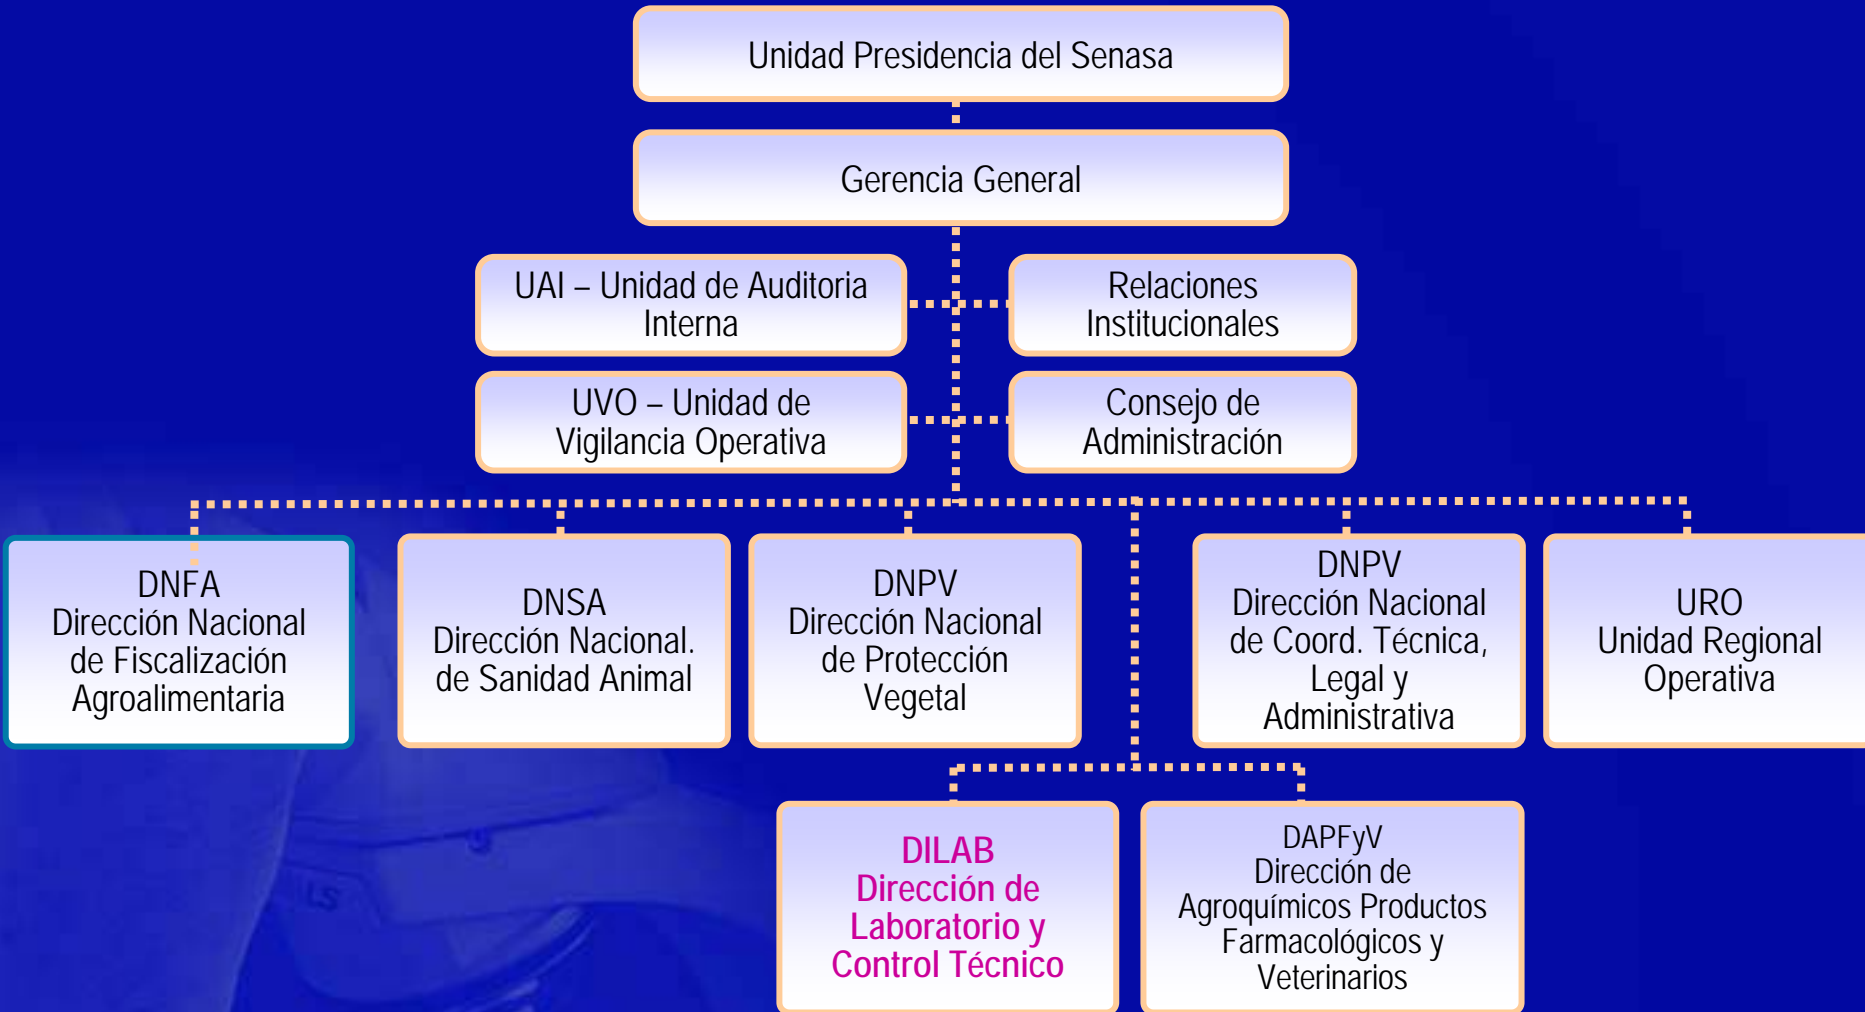 Unidad Presidencia del Senasa
Gerencia General
UAI – Unidad de Auditoria
Interna
Relaciones
Institucionales
UVO – Unidad de
Vigilancia Operativa
Consejo de
Administración
DNFA
Dirección Nacional
de Fiscalización
Agroalimentaria
DNSA
Dirección Nacional.
de Sanidad Animal
DNPV
Dirección Nacional
de Protección
Vegetal
DNPV
Dirección Nacional
de Coord. Técnica,
Legal y
Administrativa
URO
Unidad Regional
Operativa
DILAB
Dirección de
Laboratorio y
Control Técnico
DAPFyV
Dirección de
Agroquímicos Productos
Farmacológicos y
Veterinarios